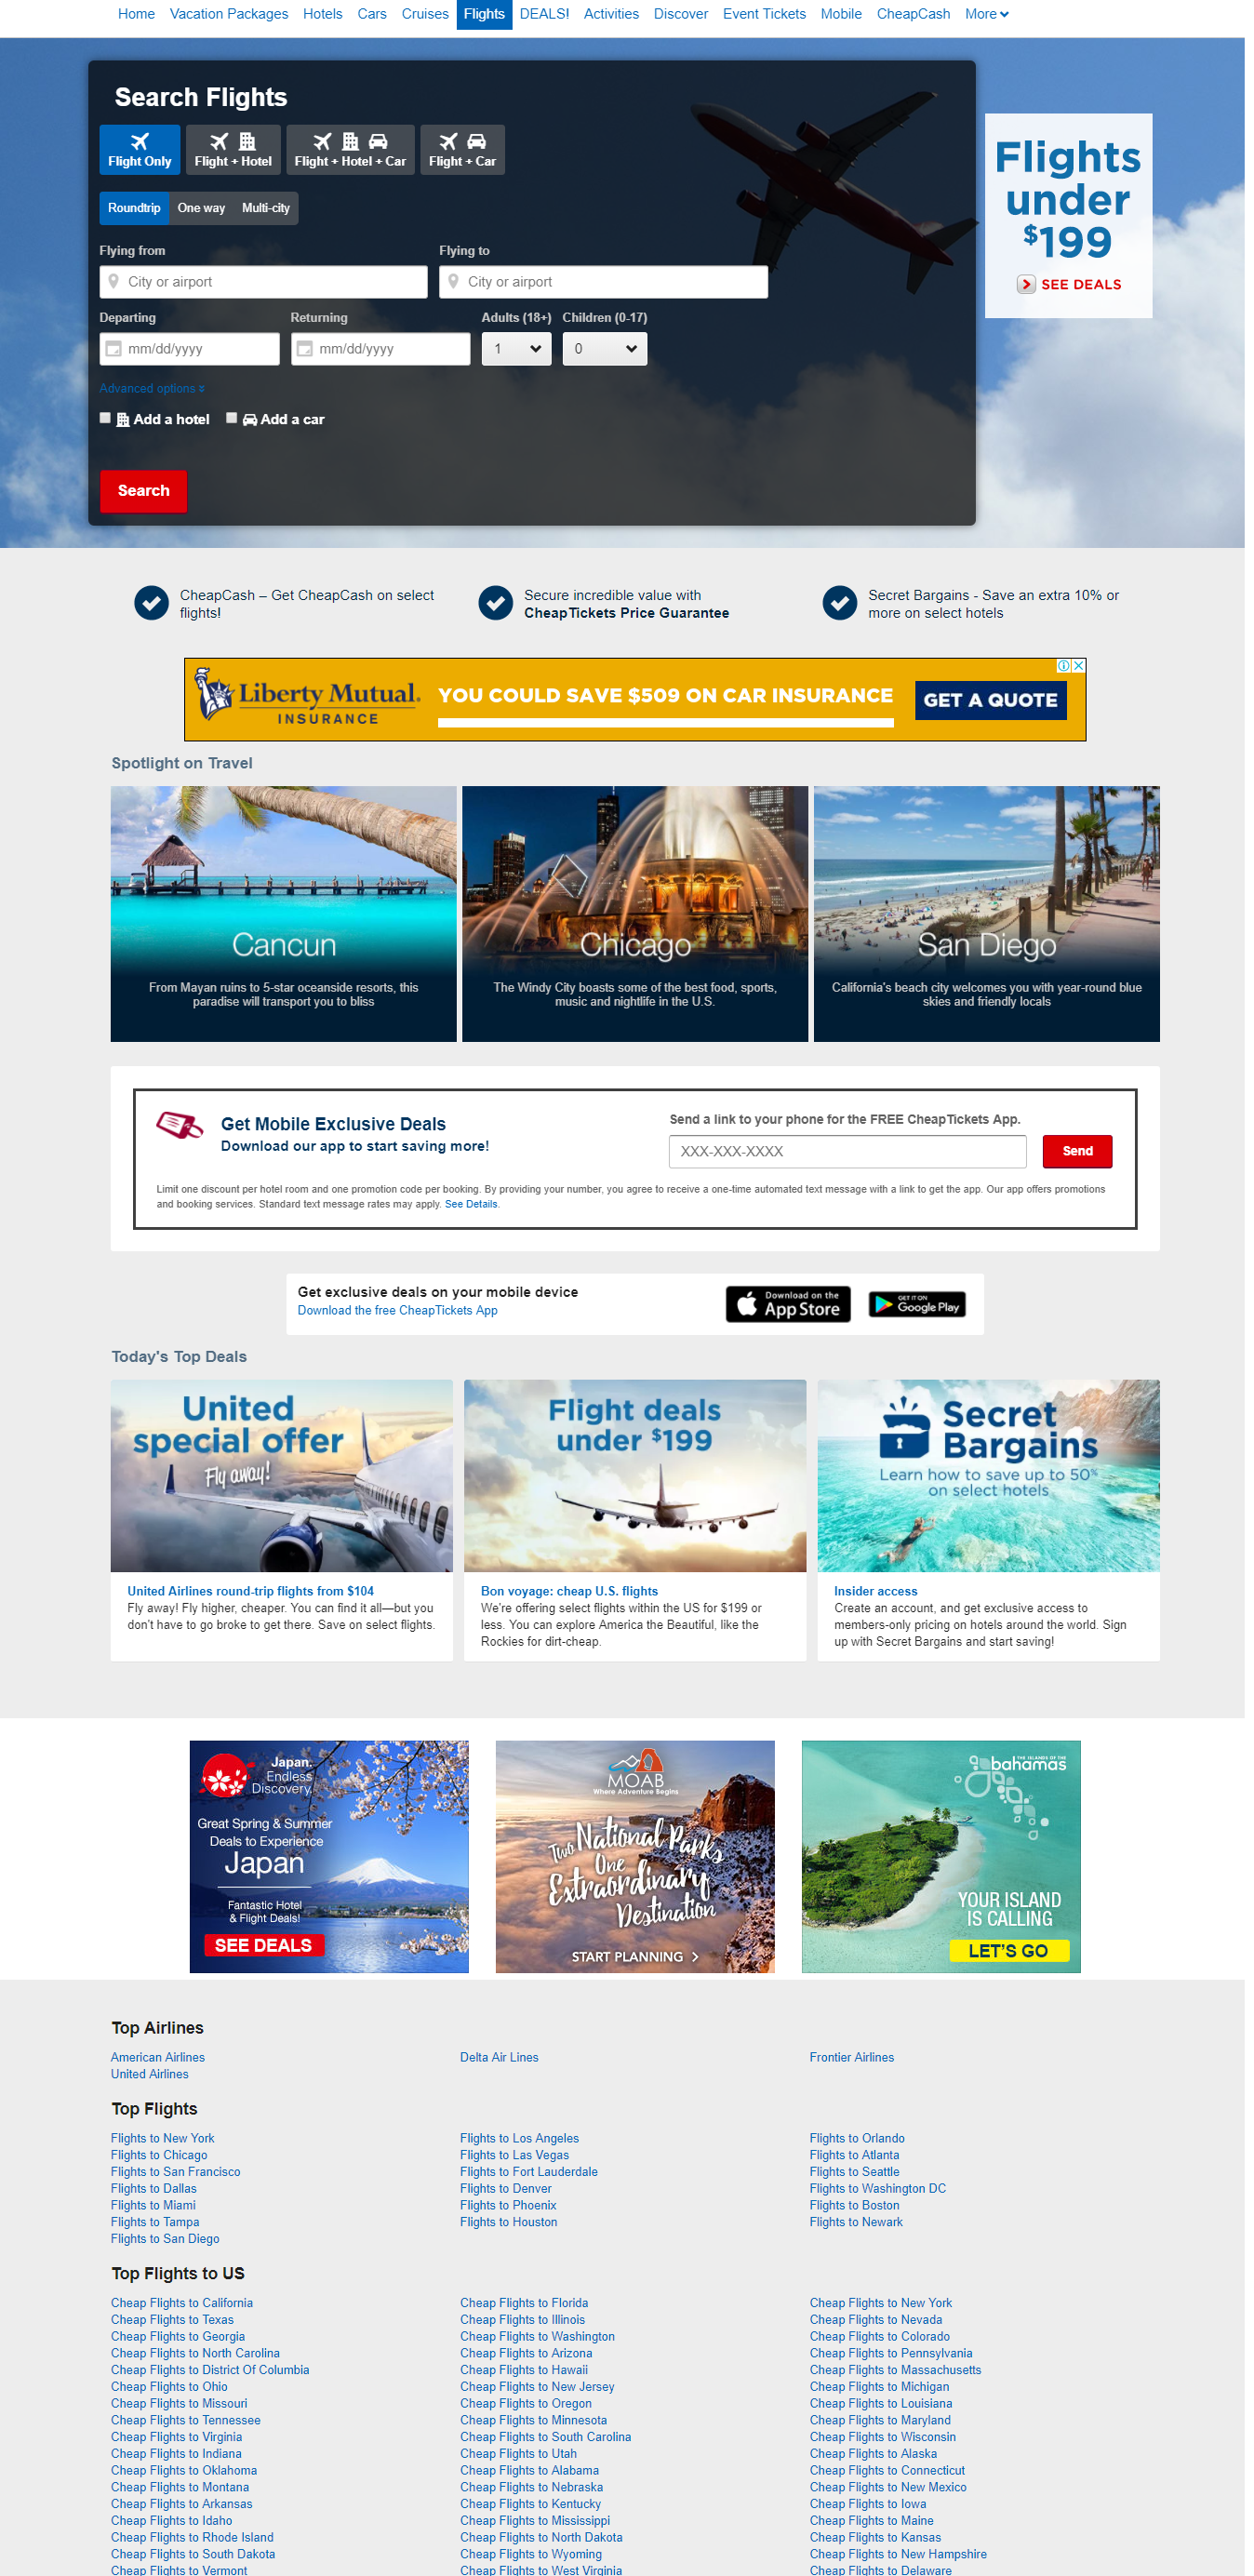 Home Vacation Packages Hotels Cars Cruises Flights DEALS! Activities Discover Event Tickets Mobile CheapCash More
Search Flights
Flight Only Flight + Hotel Flight + Hotel + Car Flight + Car
Roundtrip One way Multi-city
Flying from Flying to
City or airport City or airport
Departing Returning Adults (18+) Children (0-17)
mm/dd/yyyy mm/dd/yyyy 1 0
Advanced options
Add a hotel Add a car
Search
Flights
under
$199
SEE DEALS
CheapCash – Get CheapCash on select
flights!
Secure incredible value with
CheapTickets Price Guarantee
Secret Bargains - Save an extra 10% or
more on select hotels
Liberty Mutual.
INSURANCE
YOU COULD SAVE $509 ON CAR INSURANCE
GET A QUOTE
Spotlight on Travel
Cancun
From Mayan ruins to 5-star oceanside resorts, this
paradise will transport you to bliss
Chicago
The Windy City boasts some of the best food, sports,
music and nightlife in the U.S.
San Diego
California's beach city welcomes you with year-round blue
skies and friendly locals
Get Mobile Exclusive Deals
Download our app to start saving more!
Send a link to your phone for the FREE CheapTickets App.
XXX-XXX-XXXX
Send
Limit one discount per hotel room and one promotion code per booking. By providing your number, you agree to receive a one-time automated text message with a link to get the app. Our app offers promotions
and booking services. Standard text message rates may apply. See Details.
Get exclusive deals on your mobile device
Download the free CheapTickets App
Download on the
App Store
GET IT ON
Google Play
Today's Top Deals
United
special offer
Fly away!
United Airlines round-trip flights from $104
Fly away! Fly higher, cheaper. You can find it all—but you
don't have to go broke to get there. Save on select flights.
Flight deals
under $199
Bon voyage: cheap U.S. flights
We're offering select flights within the US for $199 or
less. You can explore America the Beautiful, like the
Rockies for dirt-cheap.
Secret
Bargains
Learn how to save up to 50%
on select hotels
Insider access
Create an account, and get exclusive access to
members-only pricing on hotels around the world. Sign
up with Secret Bargains and start saving!
Japan.
Endless
Discovery.
Great Spring & Summer
Deals to Experience
Japan
Fantastic Hotel
& Flight Deals!
SEE DEALS
MOAB
Where Adventure Begins
Two National Parks
One
Extraordinary
Destination
START PLANNING
THE ISLANDS OF THE
bahamas
YOUR ISLAND
IS CALLING
LET'S GO
Top Airlines
American Airlines Delta Air Lines Frontier Airlines
United Airlines
Top Flights
Flights to New York Flights to Los Angeles Flights to Orlando
Flights to Chicago Flights to Las Vegas Flights to Atlanta
Flights to San Francisco Flights to Fort Lauderdale Flights to Seattle
Flights to Dallas Flights to Denver Flights to Washington DC
Flights to Miami Flights to Phoenix Flights to Boston
Flights to Tampa Flights to Houston Flights to Newark
Flights to San Diego
Top Flights to US
Cheap Flights to California Cheap Flights to Florida Cheap Flights to New York
Cheap Flights to Texas Cheap Flights to Illinois Cheap Flights to Nevada
Cheap Flights to Georgia Cheap Flights to Washington Cheap Flights to Colorado
Cheap Flights to North Carolina Cheap Flights to Arizona Cheap Flights to Pennsylvania
Cheap Flights to District Of Columbia Cheap Flights to Hawaii Cheap Flights to Massachusetts
Cheap Flights to Ohio Cheap Flights to New Jersey Cheap Flights to Michigan
Cheap Flights to Missouri Cheap Flights to Oregon Cheap Flights to Louisiana
Cheap Flights to Tennessee Cheap Flights to Minnesota Cheap Flights to Maryland
Cheap Flights to Virginia Cheap Flights to South Carolina Cheap Flights to Wisconsin
Cheap Flights to Indiana Cheap Flights to Utah Cheap Flights to Alaska
Cheap Flights to Oklahoma Cheap Flights to Alabama Cheap Flights to Connecticut
Cheap Flights to Montana Cheap Flights to Nebraska Cheap Flights to New Mexico
Cheap Flights to Arkansas Cheap Flights to Kentucky Cheap Flights to Iowa
Cheap Flights to Idaho Cheap Flights to Mississippi Cheap Flights to Maine
Cheap Flights to Rhode Island Cheap Flights to North Dakota Cheap Flights to Kansas
Cheap Flights to South Dakota Cheap Flights to Wyoming Cheap Flights to New Hampshire
Cheap Flights to Vermont Cheap Flights to West Virginia Cheap Flights to Delaware